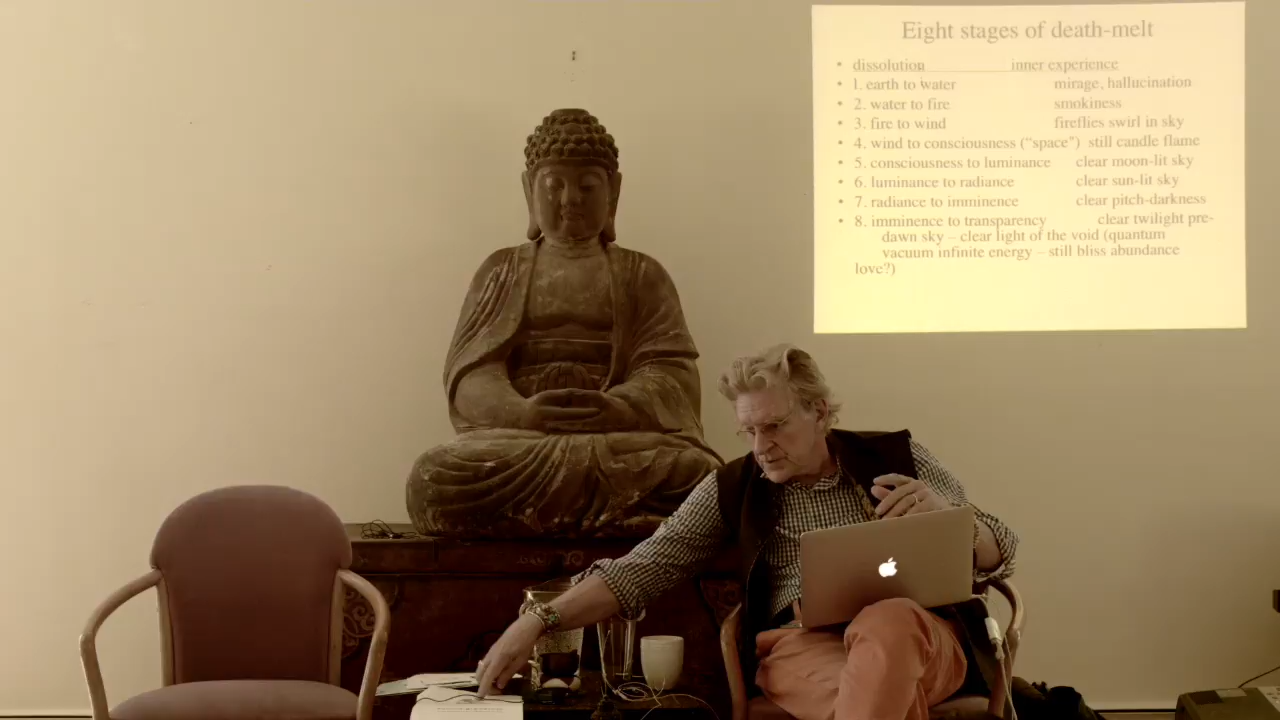 Eight stages of death-melt
• dissolution inner experience
• 1. earth to water mirage, hallucination
• 2. water to fire smokiness
• 3. fire to wind fireflies swirl in sky
• 4. wind to consciousness (“space") still candle flame
• 5. consciousness to luminance clear moon-lit sky
• 6. luminance to radiance clear sun-lit sky
• 7. radiance to imminence clear pitch-darkness
• 8. imminence to transparency clear twilight pre-
dawn sky – clear light of the void (quantum
vacuum infinite energy – still bliss abundance
love?)